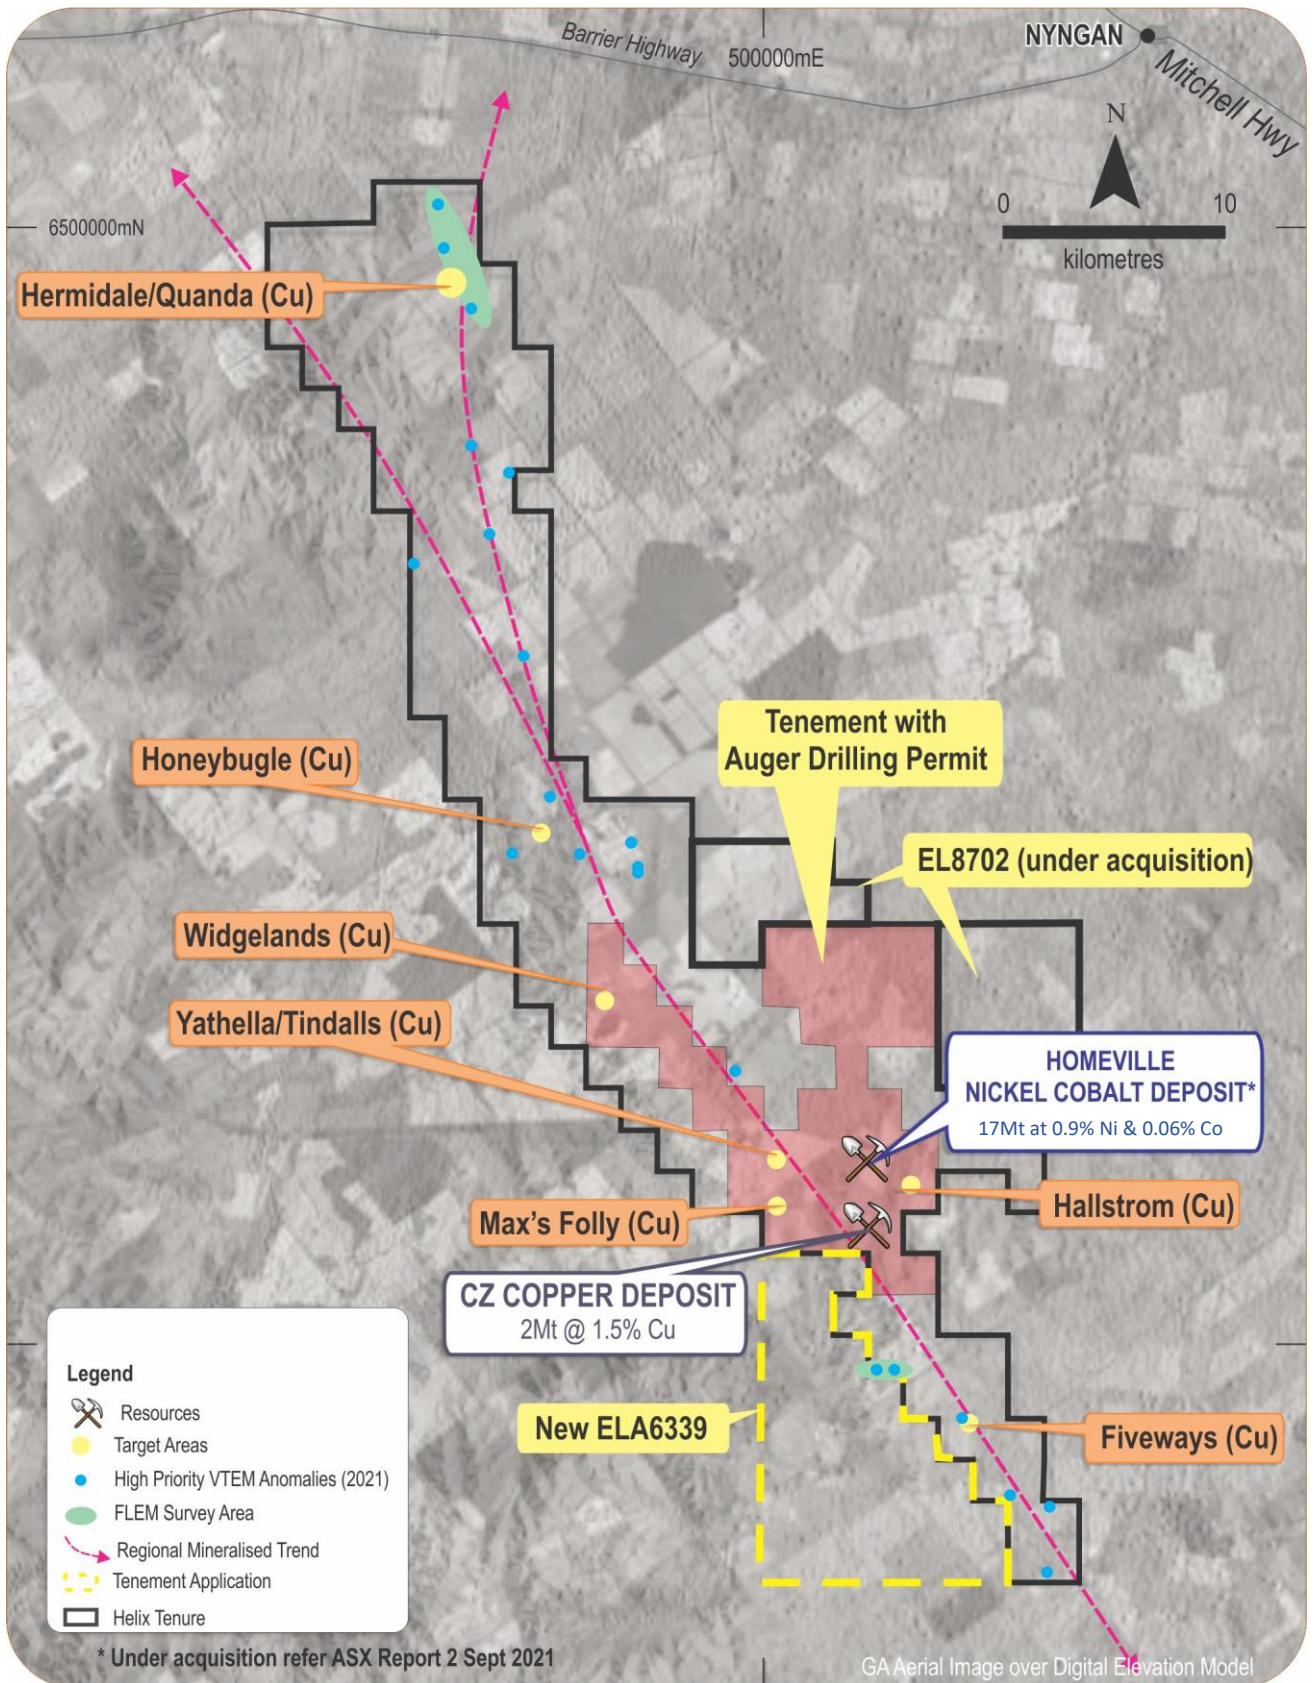 Barrier Highway
500000mE
NYNGAN
Mitchell Hwy
N
0 10
kilometres
6500000mN
Hermidale/Quanda (Cu)
Tenement with
Auger Drilling Permit
Honeybugle (Cu)
EL8702 (under acquisition)
Widgelands (Cu)
Yathella/Tindalls (Cu)
HOMEVILLE
NICKEL COBALT DEPOSIT*
17Mt at 0.9% Ni & 0.06% Co
Max's Folly (Cu)
Hallstrom (Cu)
CZ COPPER DEPOSIT
2Mt @ 1.5% Cu
New ELA6339
Fiveways (Cu)
Legend
Resources
Target Areas
High Priority VTEM Anomalies (2021)
FLEM Survey Area
Regional Mineralised Trend
Tenement Application
Helix Tenure
* Under acquisition refer ASX Report 2 Sept 2021
GA Aerial Image over Digital Elevation Model